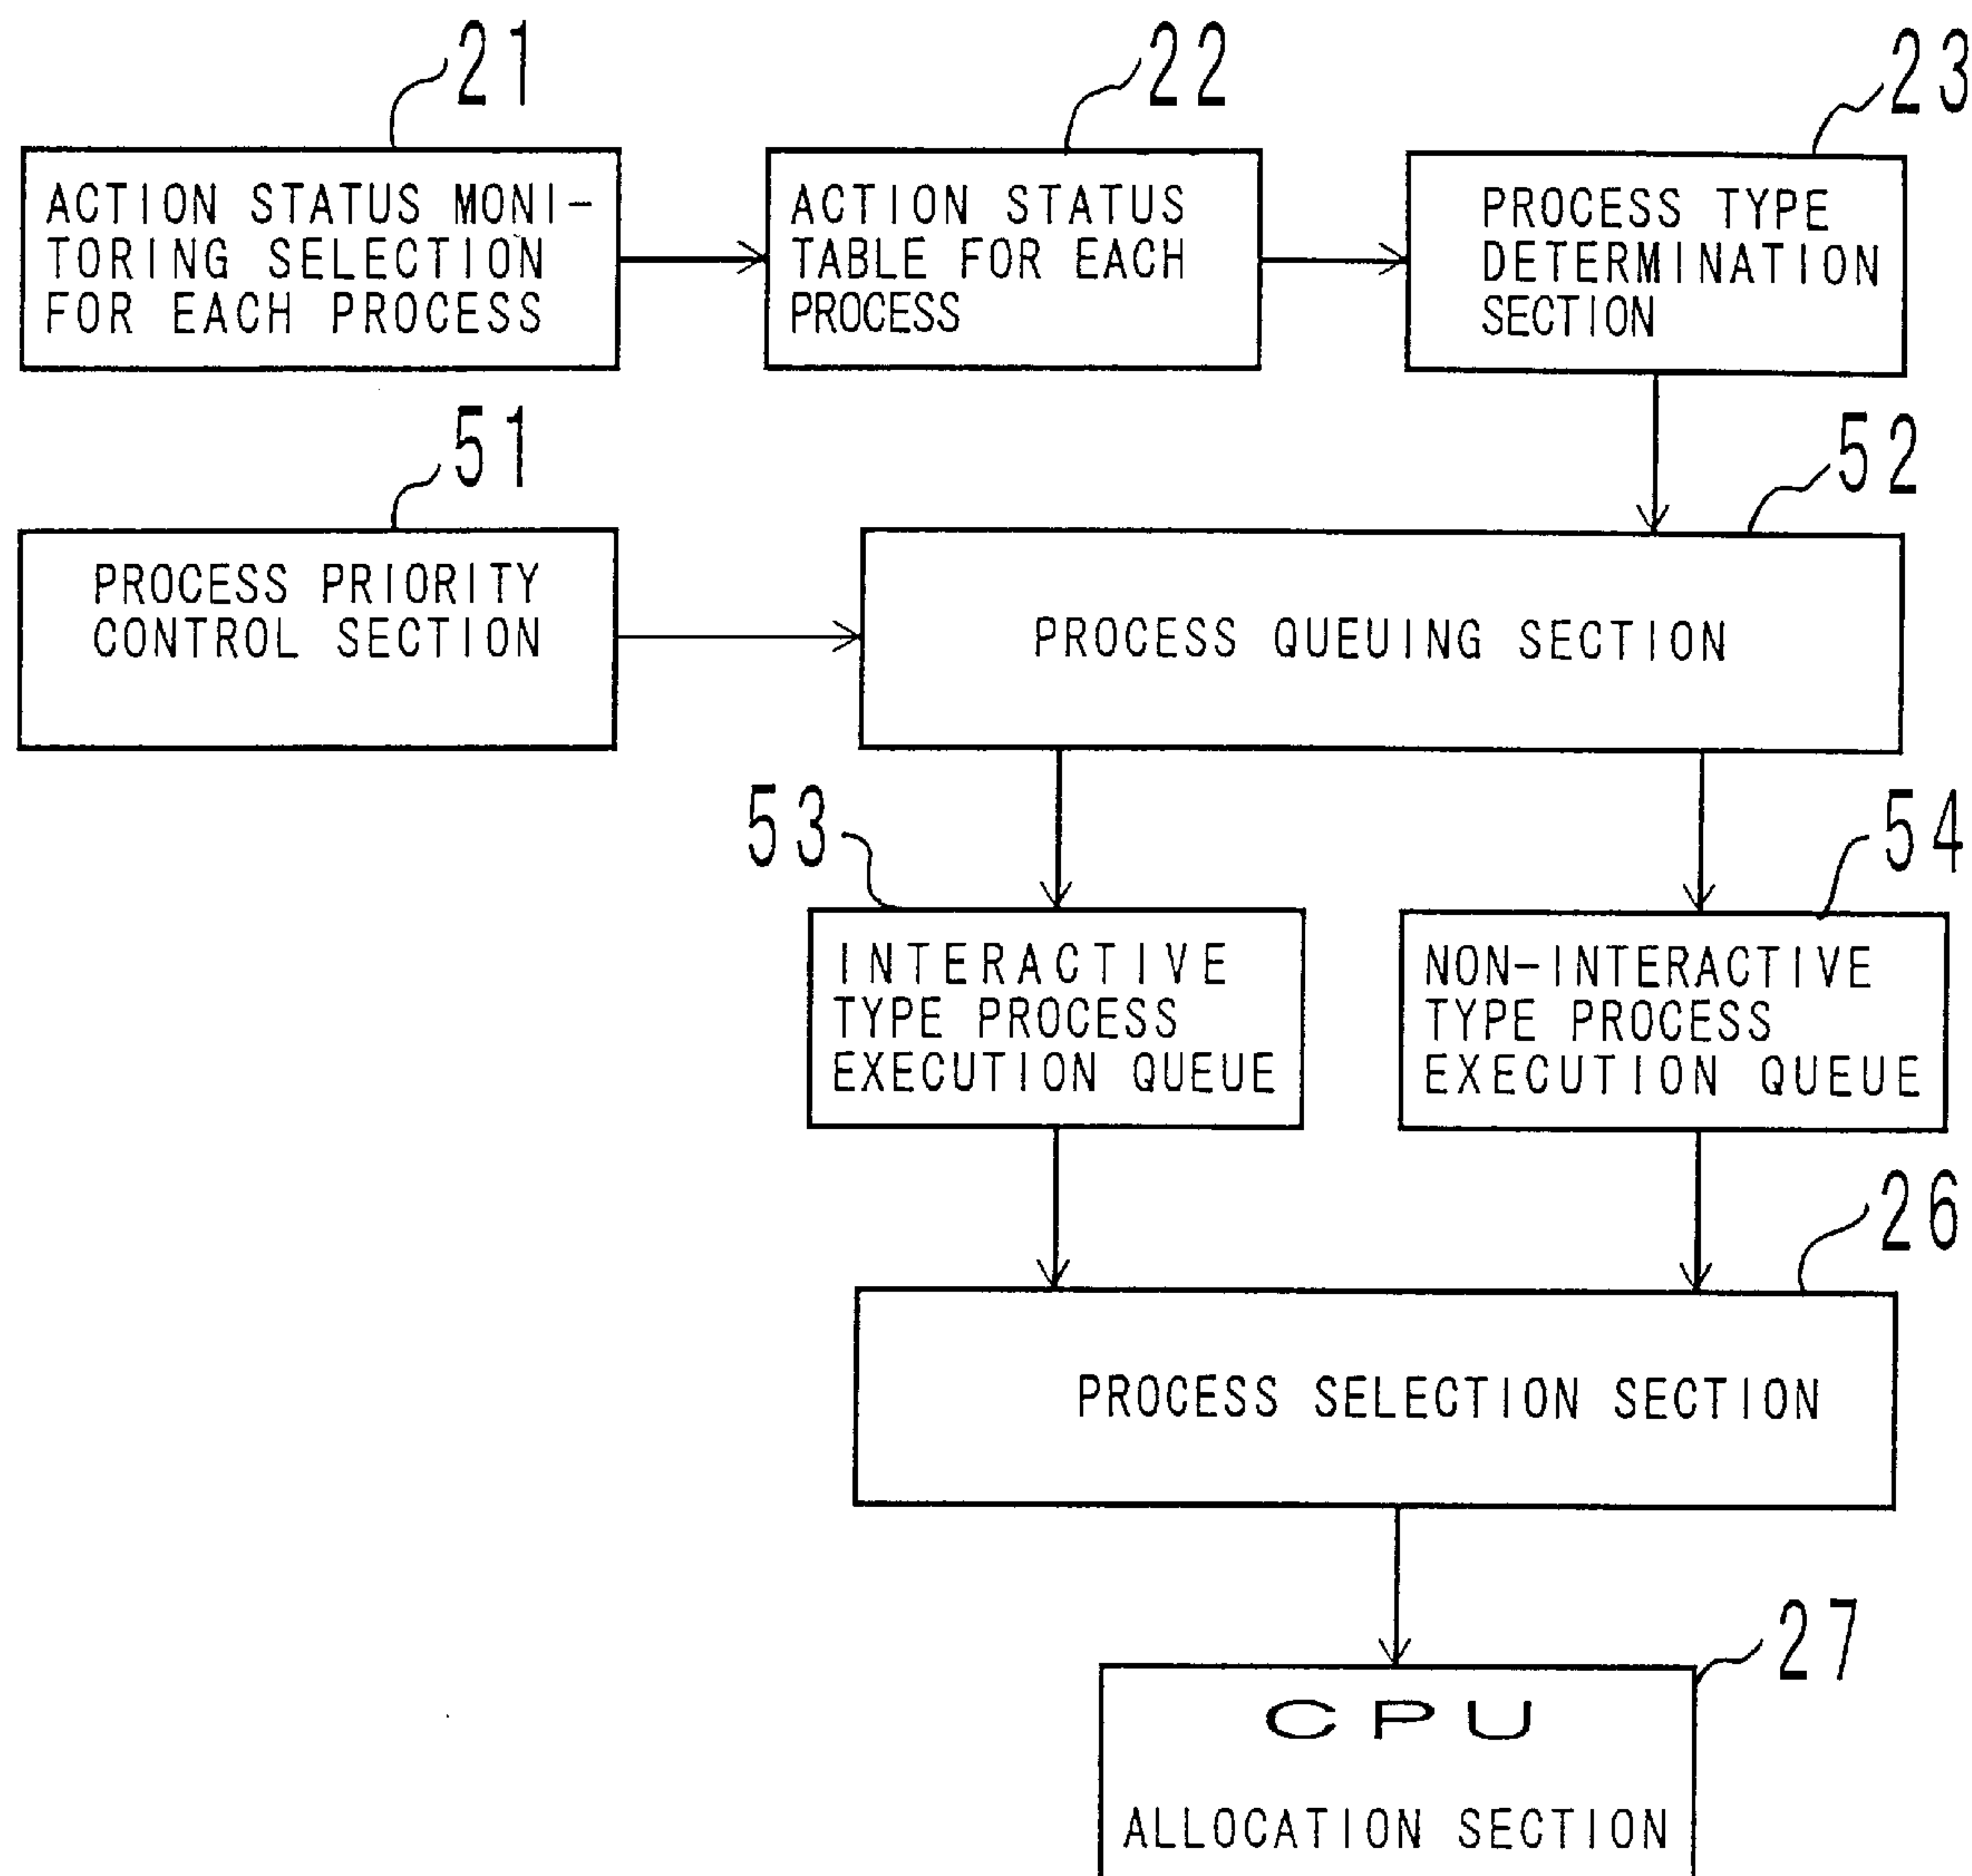 21
22
23
ACTION STATUS MONI-
TORING SELECTION
FOR EACH PROCESS
ACTION STATUS
TABLE FOR EACH
PROCESS
PROCESS TYPE
DETERMINATION
SECTION
51
52
PROCESS PRIORITY
CONTROL SECTION
PROCESS QUEUING SECTION
53
54
INTERACTIVE
TYPE PROCESS
EXECUTION QUEUE
NON-INTERACTIVE
TYPE PROCESS
EXECUTION QUEUE
26
PROCESS SELECTION SECTION
27
CPU
ALLOCATION SECTION